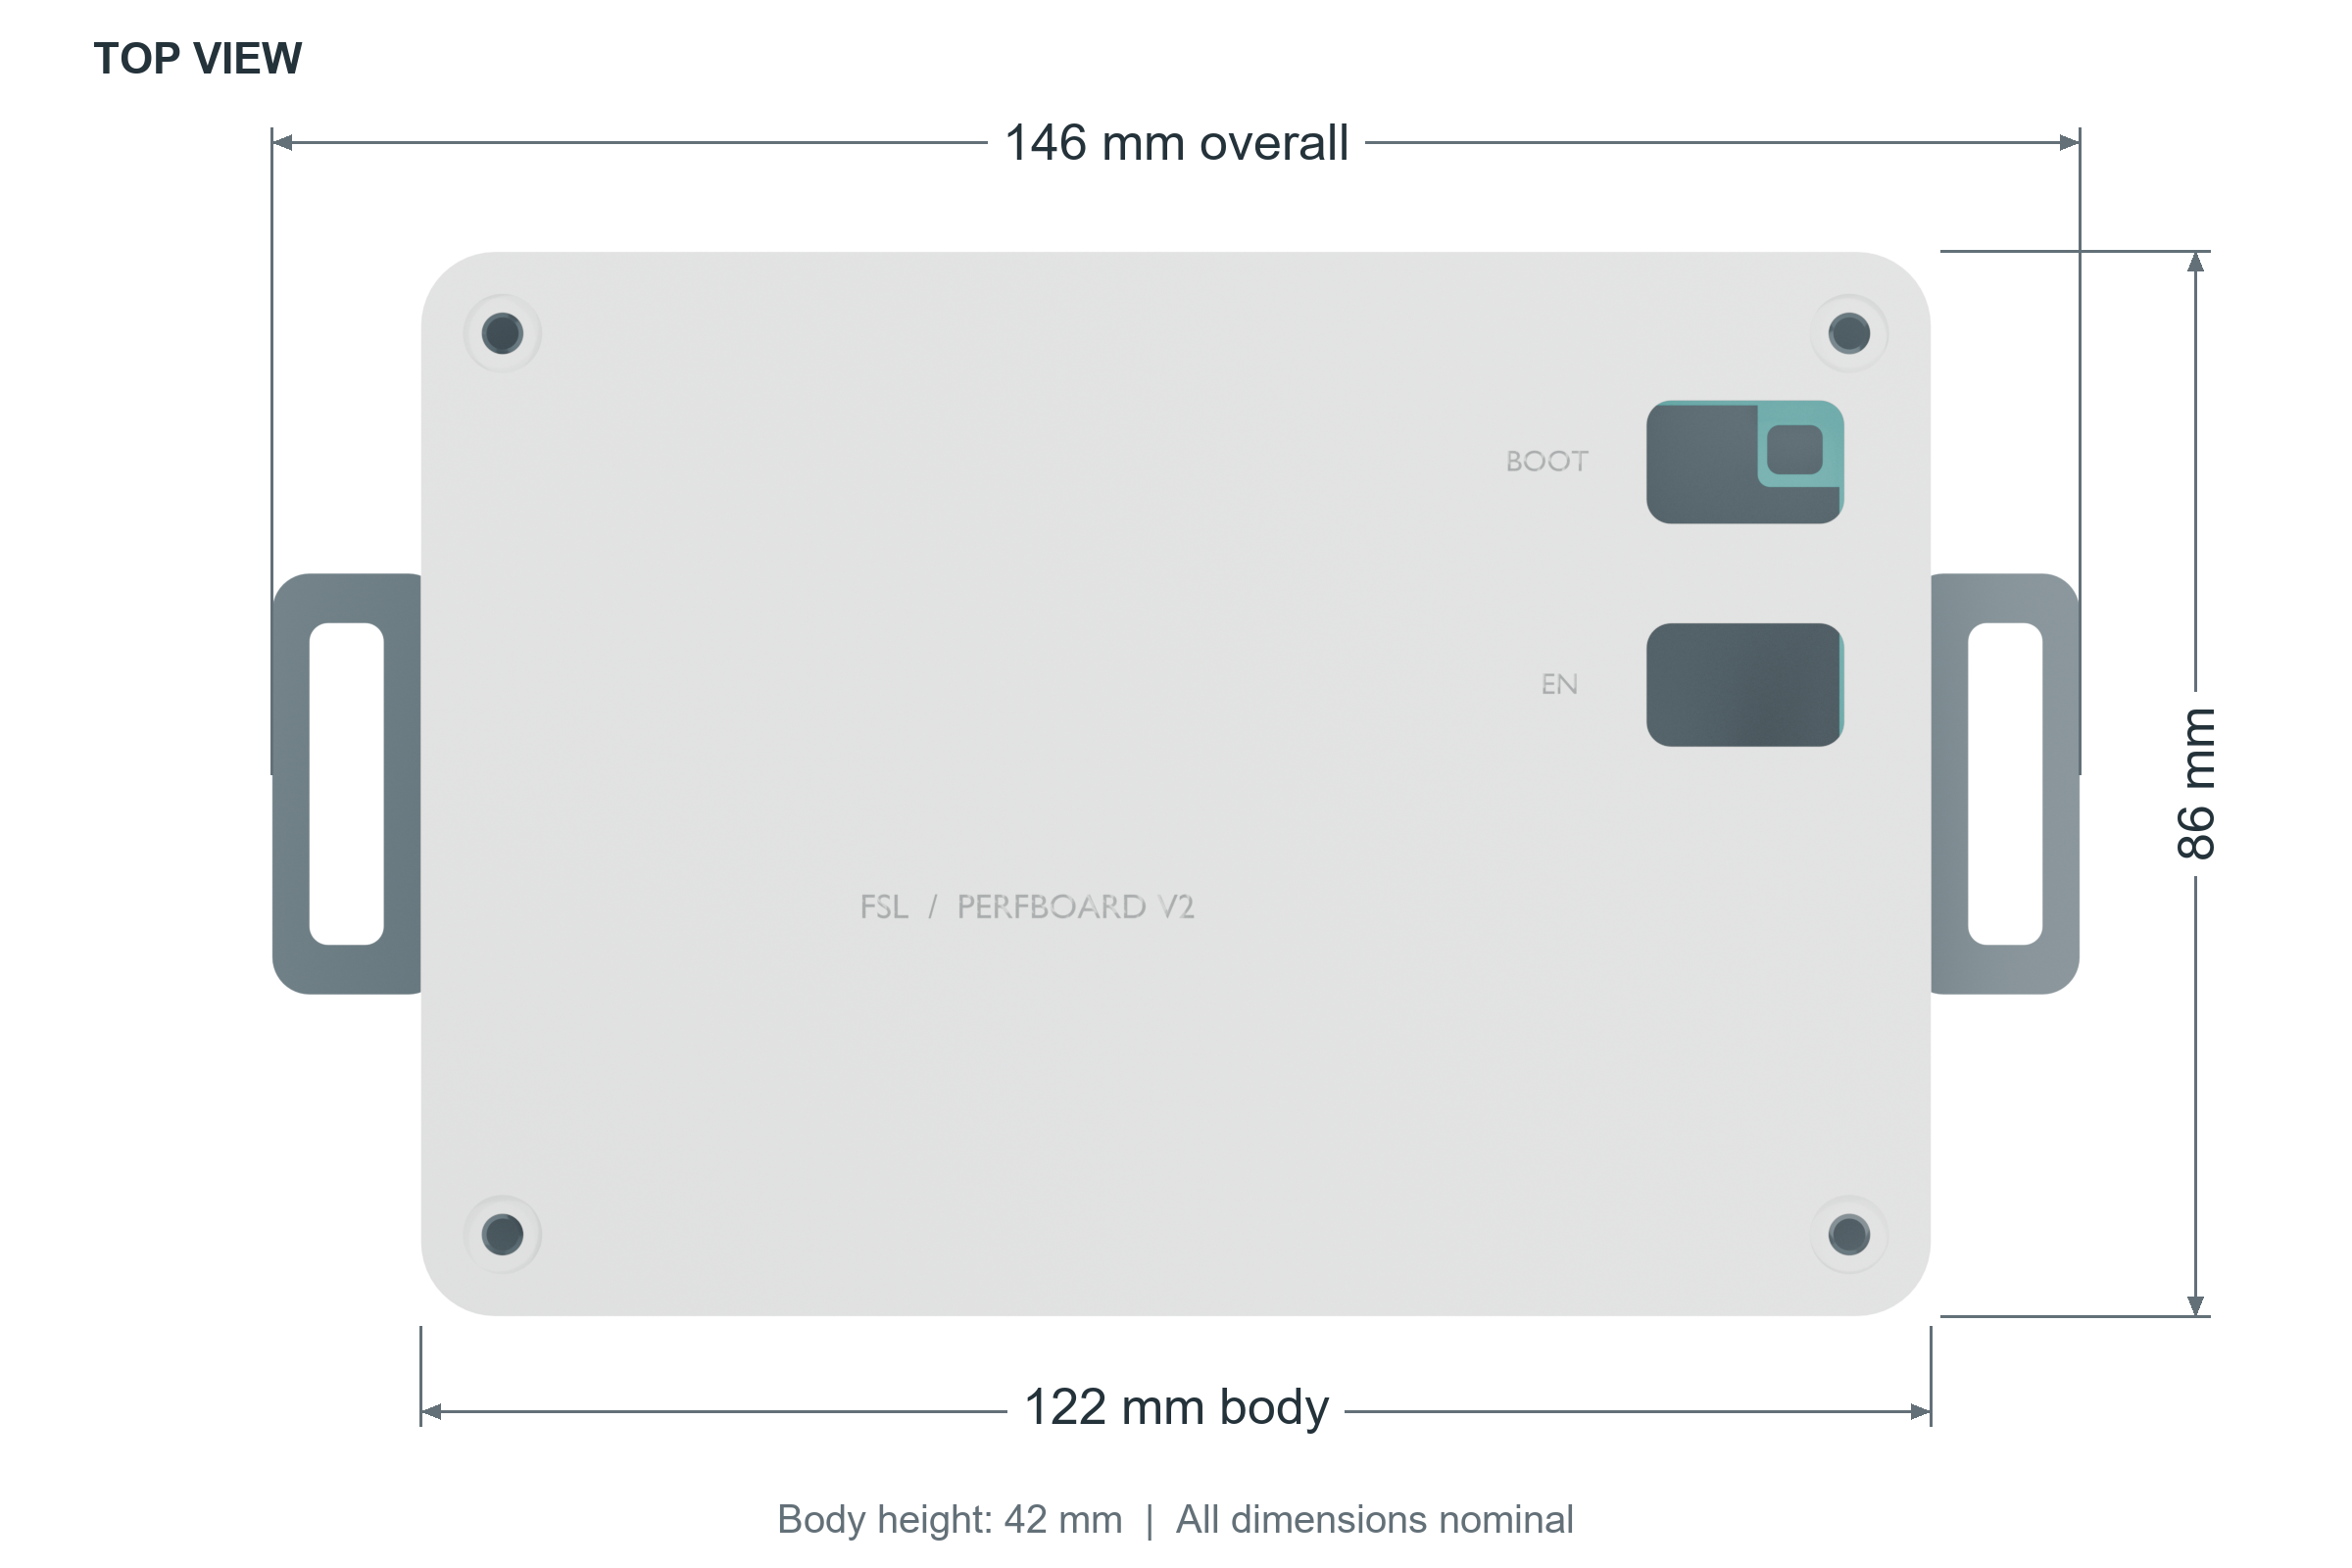 TOP VIEW
146 mm overall
BOOT
EN
86 mm
FSL / PERFBOARD V2
122 mm body
Body height: 42 mm | All dimensions nominal